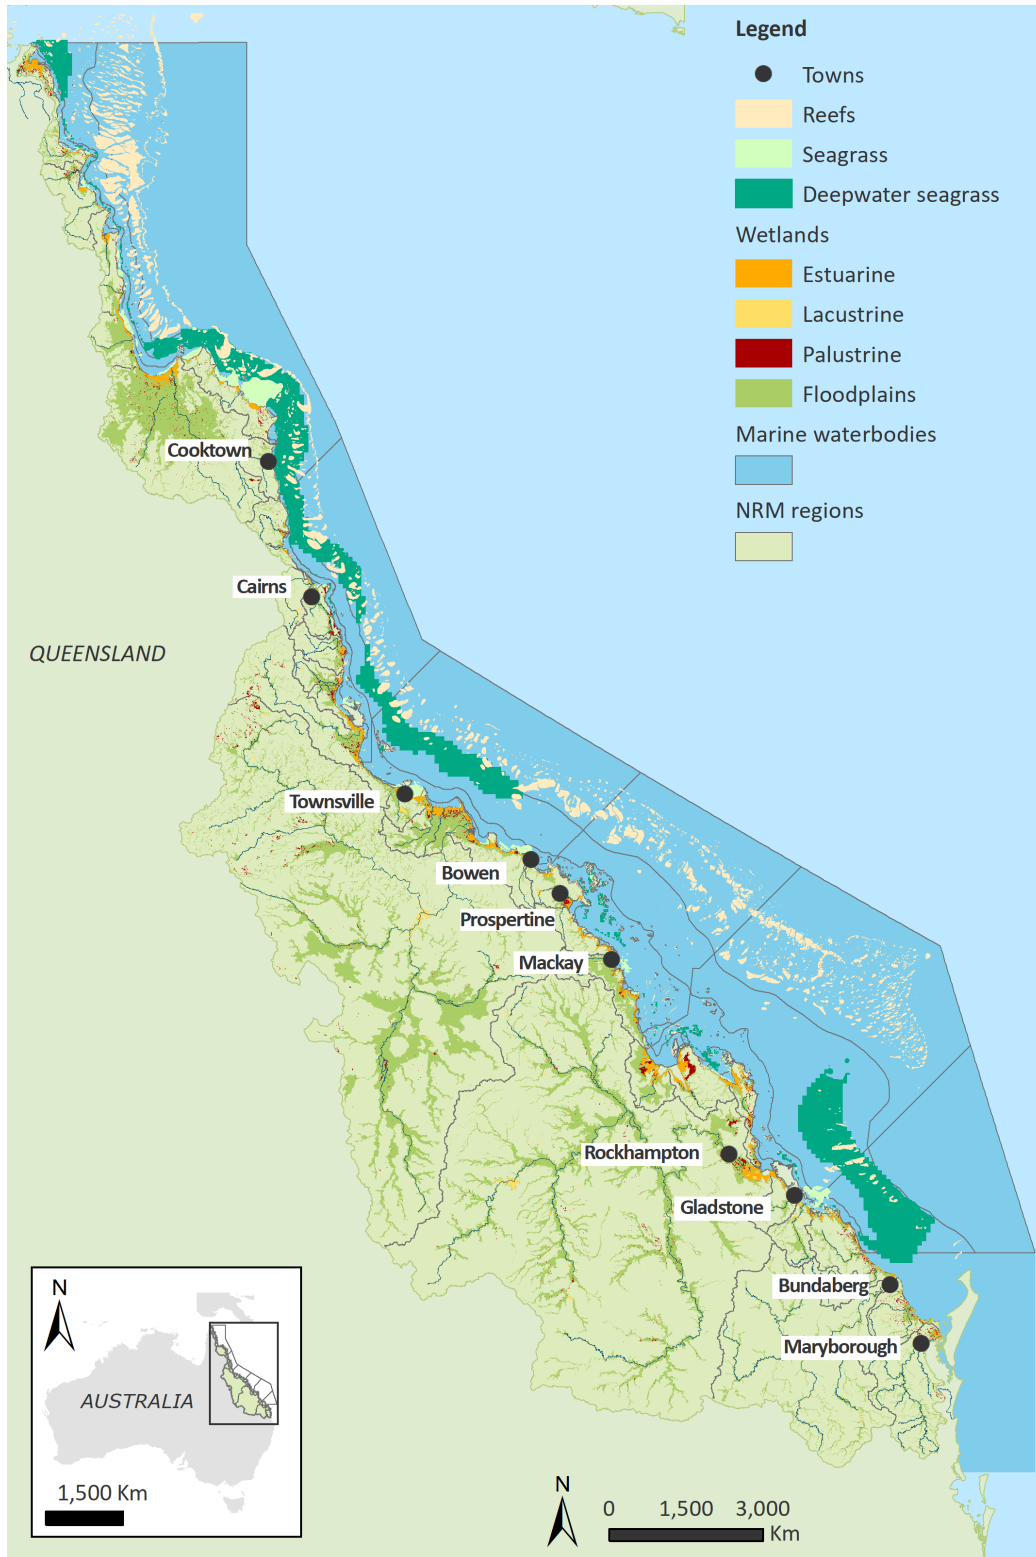 Legend
Towns
Reefs
Seagrass
Deepwater seagrass
Wetlands
Estuarine
Lacustrine
Palustrine
Floodplains
Marine waterbodies
NRM regions
Cooktown
Cairns
QUEENSLAND
Townsville
Bowen
Prospertine
Mackay
Rockhampton
Gladstone
Bundaberg
Maryborough
N
AUSTRALIA
1,500 Km
N
0 1,500 3,000
Km